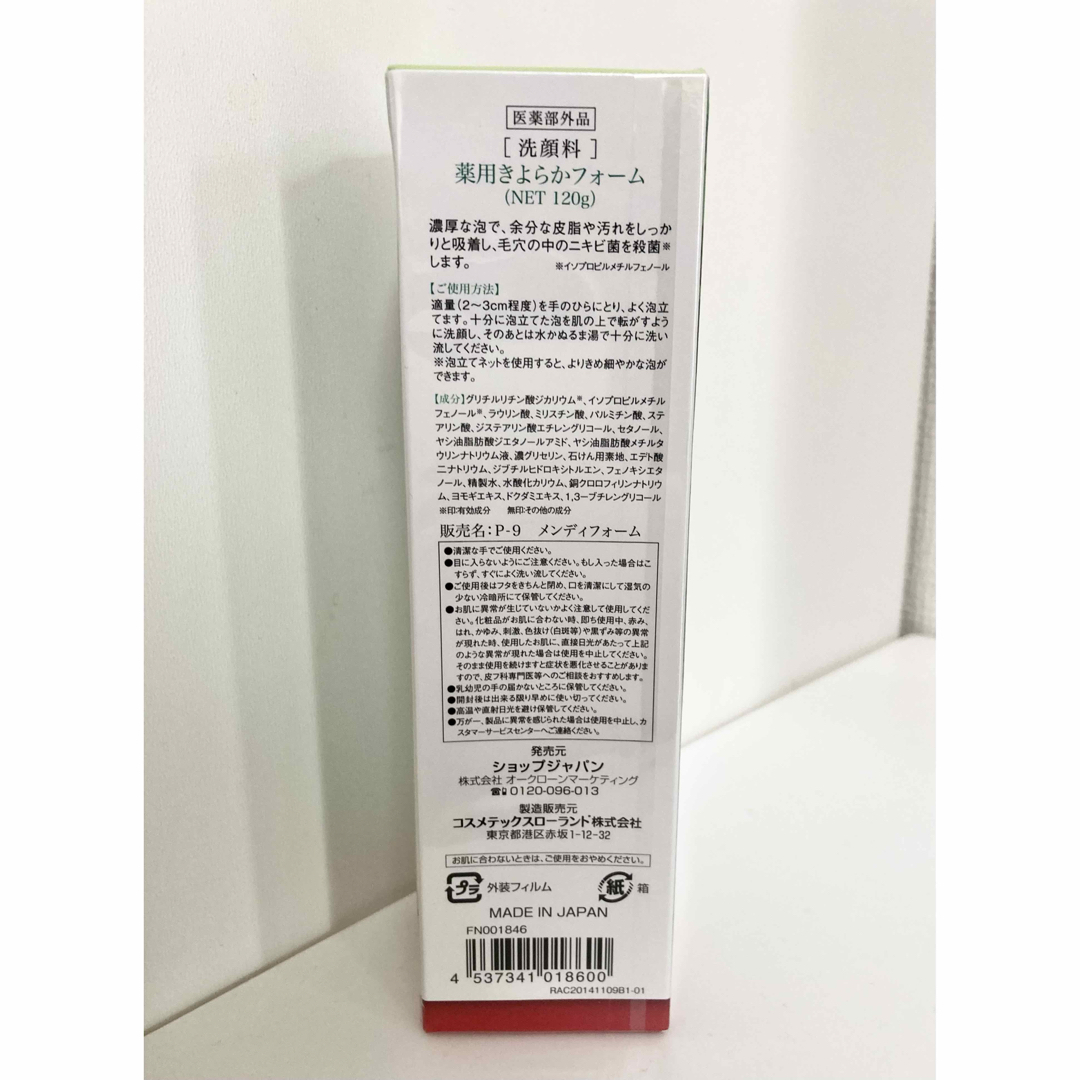 医薬部外品
[洗顔料]
薬用きよらかフォーム
(NET 120g)
濃厚な泡で、余分な皮脂や汚れをしっか
りと吸着し、毛穴の中のニキビ菌を殺菌※
します。 ※イソプロピルメチルフェノール
【ご使用方法】
適量(2〜3cm程度)を手のひらにとり、よく泡立
てます。十分に泡立てた泡を肌の上で転がすよう
に洗顔し、そのあとは水かぬるま湯で十分に洗い
流してください。
※泡立てネットを使用すると、よりきめ細やかな泡が
できます。
【成分】グリチルリチン酸ジカリウム※、イソプロピルメチル
フェノール※、ラウリン酸、ミリスチン酸、パルミチン酸、ステ
アリン酸、ジステアリン酸エチレングリコール、セタノール、
ヤシ油脂肪酸ジエタノールアミド、ヤシ油脂肪酸メチルタ
ウリンナトリウム液、濃グリセリン、石けん用素地、エデト酸
二ナトリウム、ジブチルヒドロキシトルエン、フェノキシエタ
ノール、精製水、水酸化カリウム、銅クロロフィリンナトリウ
ム、ヨモギエキス、ドクダミエキス、1,3ーブチレングリコール
※印:有効成分 無印:その他の成分
販売名:P-9 メンディフォーム
●清潔な手でご使用ください。
●目に入らないようにご注意ください。もし入った場合はこ
すらず、すぐによく洗い流してください。
●ご使用後はフタをきちんと閉め、口を清潔にして湿気の
少ない冷暗所にて保管してください。
●お肌に異常が生じていないかよく注意して使用してくだ
さい。化粧品がお肌に合わない時、即ち使用中、赤み、
はれ、かゆみ、刺激、色抜け(白斑等)や黒ずみ等の異常
が現れた時、使用したお肌に、直接日光があたって上記
のような異常が現れた場合は使用を中止してください。
そのまま使用を続けますと症状を悪化させることがありま
すので、皮フ科専門医等へのご相談をおすすめします。
●乳幼児の手の届かないところに保管してください。
●開封後は出来る限り早めに使い切ってください。
●高温や直射日光を避け保管してください。
●万が一、製品に異常を感じられた場合は使用を中止し、カ
スタマーサービスセンターへご連絡ください。
発売元
ショップジャパン
株式会社 オークローンマーケティング
0120-096-013
製造販売元
コスメテックスローランド株式会社
東京都港区赤坂1-12-32
お肌に合わないときは、ご使用をおやめください。
プラ 外装フィルム 紙 箱
MADE IN JAPAN
FN001846
4 537341 018600
RAC20141109B1-01